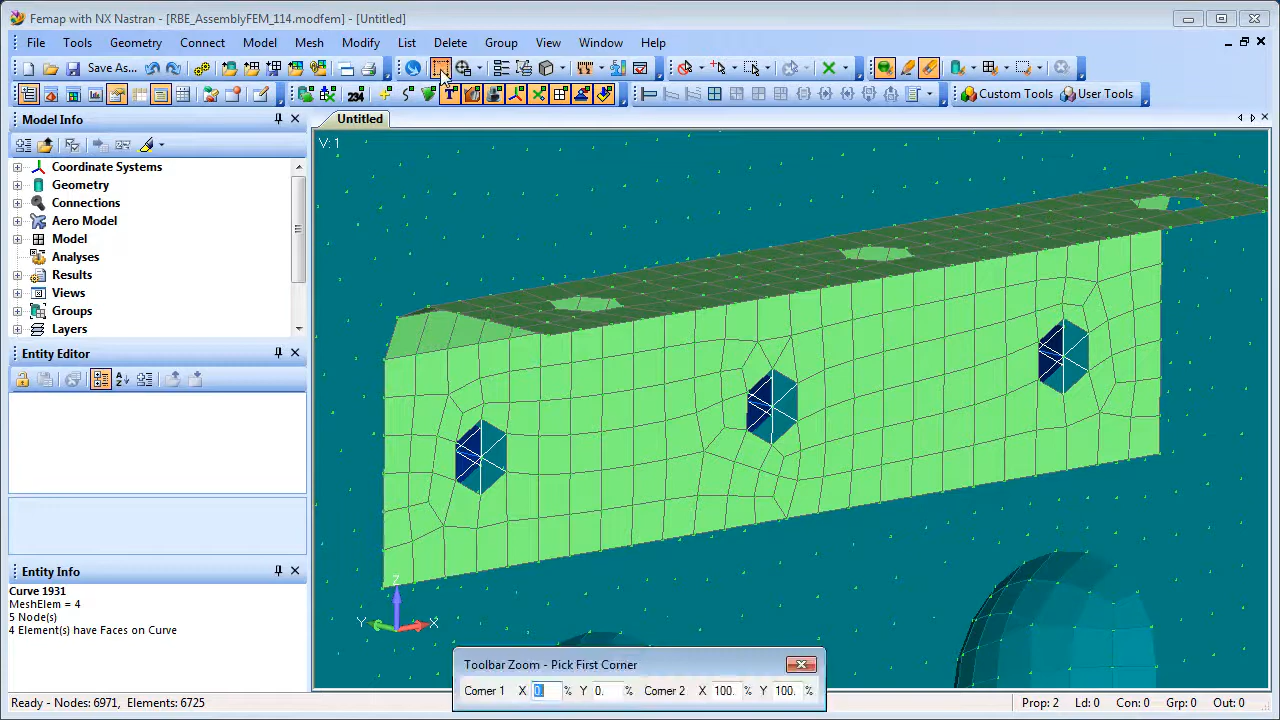 Femap with NX Nastran - [RBE_AssemblyFEM_114.modfem] - [Untitled]
File Tools Geometry Connect Model Mesh Modify List Delete Group View Window Help
Save As...
234
T
Custom Tools User Tools
Model Info
Untitled
V:1
Coordinate Systems
Geometry
Connections
Aero Model
Model
Analyses
Results
Views
Groups
Layers
Entity Editor
A
Z
Entity Info
Curve 1931
MeshElem = 4
5 Node(s)
4 Element(s) have Faces on Curve
Z
Y X
Toolbar Zoom - Pick First Corner
Corner 1 X 0. % Y 0. % Corner 2 X 100. % Y 100. %
Ready - Nodes: 6971, Elements: 6725
Prop: 2 Ld: 0 Con: 0 Grp: 0 Out: 0